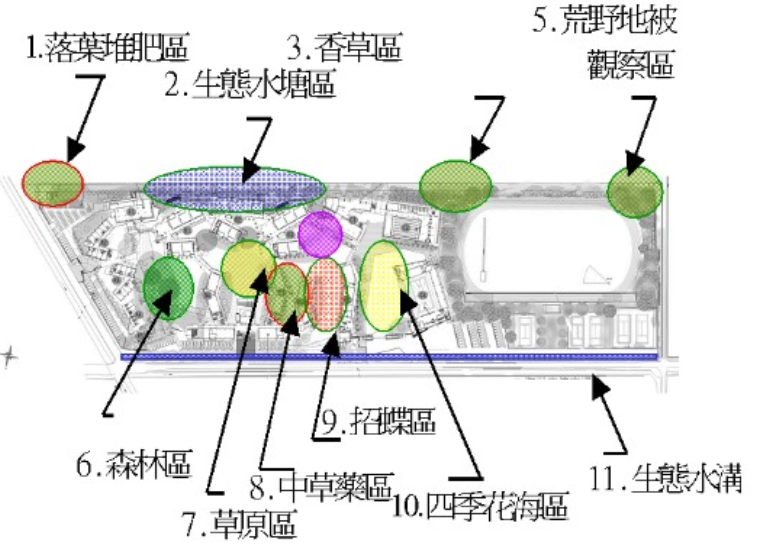 5.荒野地被
觀察區
1.落葉堆肥區
3.香草區
2.生態水塘區
9.招蝶區
6.森林區
8.中草藥區
10.四季花海區
11.生態水溝
7.草原區